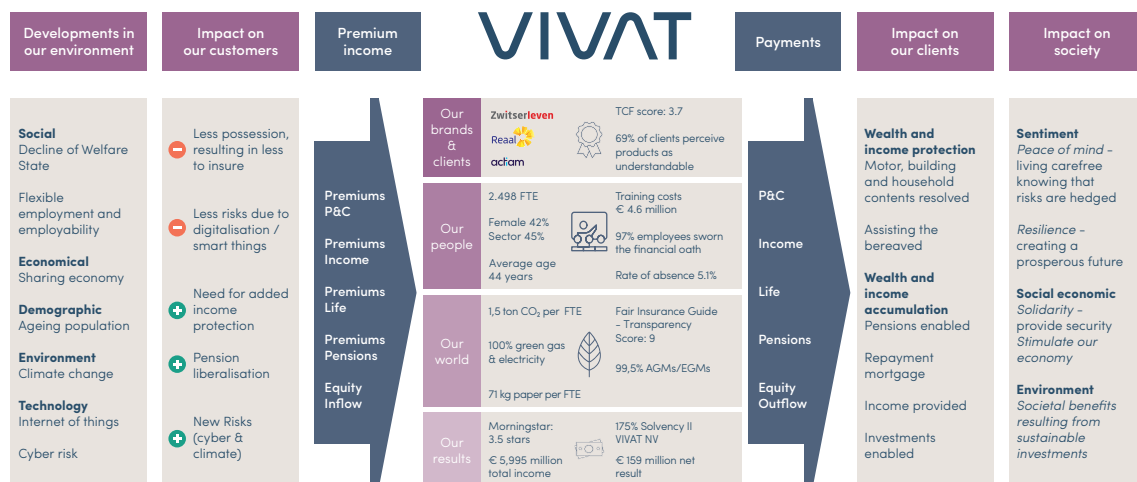 Developments in
our environment
Impact on
our customers
Premium
income
VIVAT
Payments
Impact on
our clients
Impact on
society
Social
Decline of Welfare
State
Flexible
employment and
employability
Economical
Sharing economy
Demographic
Ageing population
Environment
Climate change
Technology
Internet of things
Cyber risk
Less possession,
resulting in less
to insure
Less risks due to
digitalisation /
smart things
Need for added
income
protection
Pension
liberalisation
New Risks
(cyber &
climate)
Premiums
P&C
Premiums
Income
Premiums
Life
Premiums
Pensions
Equity
Inflow
Our
brands
&
clients
Zwitserleven
Reaal
actiam
TCF score: 3.7
69% of clients perceive
products as
understandable
Our
people
2.498 FTE
Female 42%
Sector 45%
Average age
44 years
Training costs
€ 4.6 million
97% employees sworn
the financial oath
Rate of absence 5.1%
Our
world
1,5 ton CO₂ per FTE
100% green gas
& electricity
71 kg paper per FTE
Fair Insurance Guide
- Transparency
Score: 9
99,5% AGMs/EGMs
Our
results
Morningstar:
3.5 stars
€ 5,995 million
total income
175% Solvency II
VIVAT NV
€ 159 million net
result
P&C
Income
Life
Pensions
Equity
Outflow
Wealth and
income protection
Motor, building
and household
contents resolved
Assisting the
bereaved
Wealth and
income
accumulation
Pensions enabled
Repayment
mortgage
Income provided
Investments
enabled
Sentiment
Peace of mind -
living carefree
knowing that
risks are hedged
Resilience -
creating a
prosperous future
Social economic
Solidarity -
provide security
Stimulate our
economy
Environment
Societal benefits
resulting from
sustainable
investments